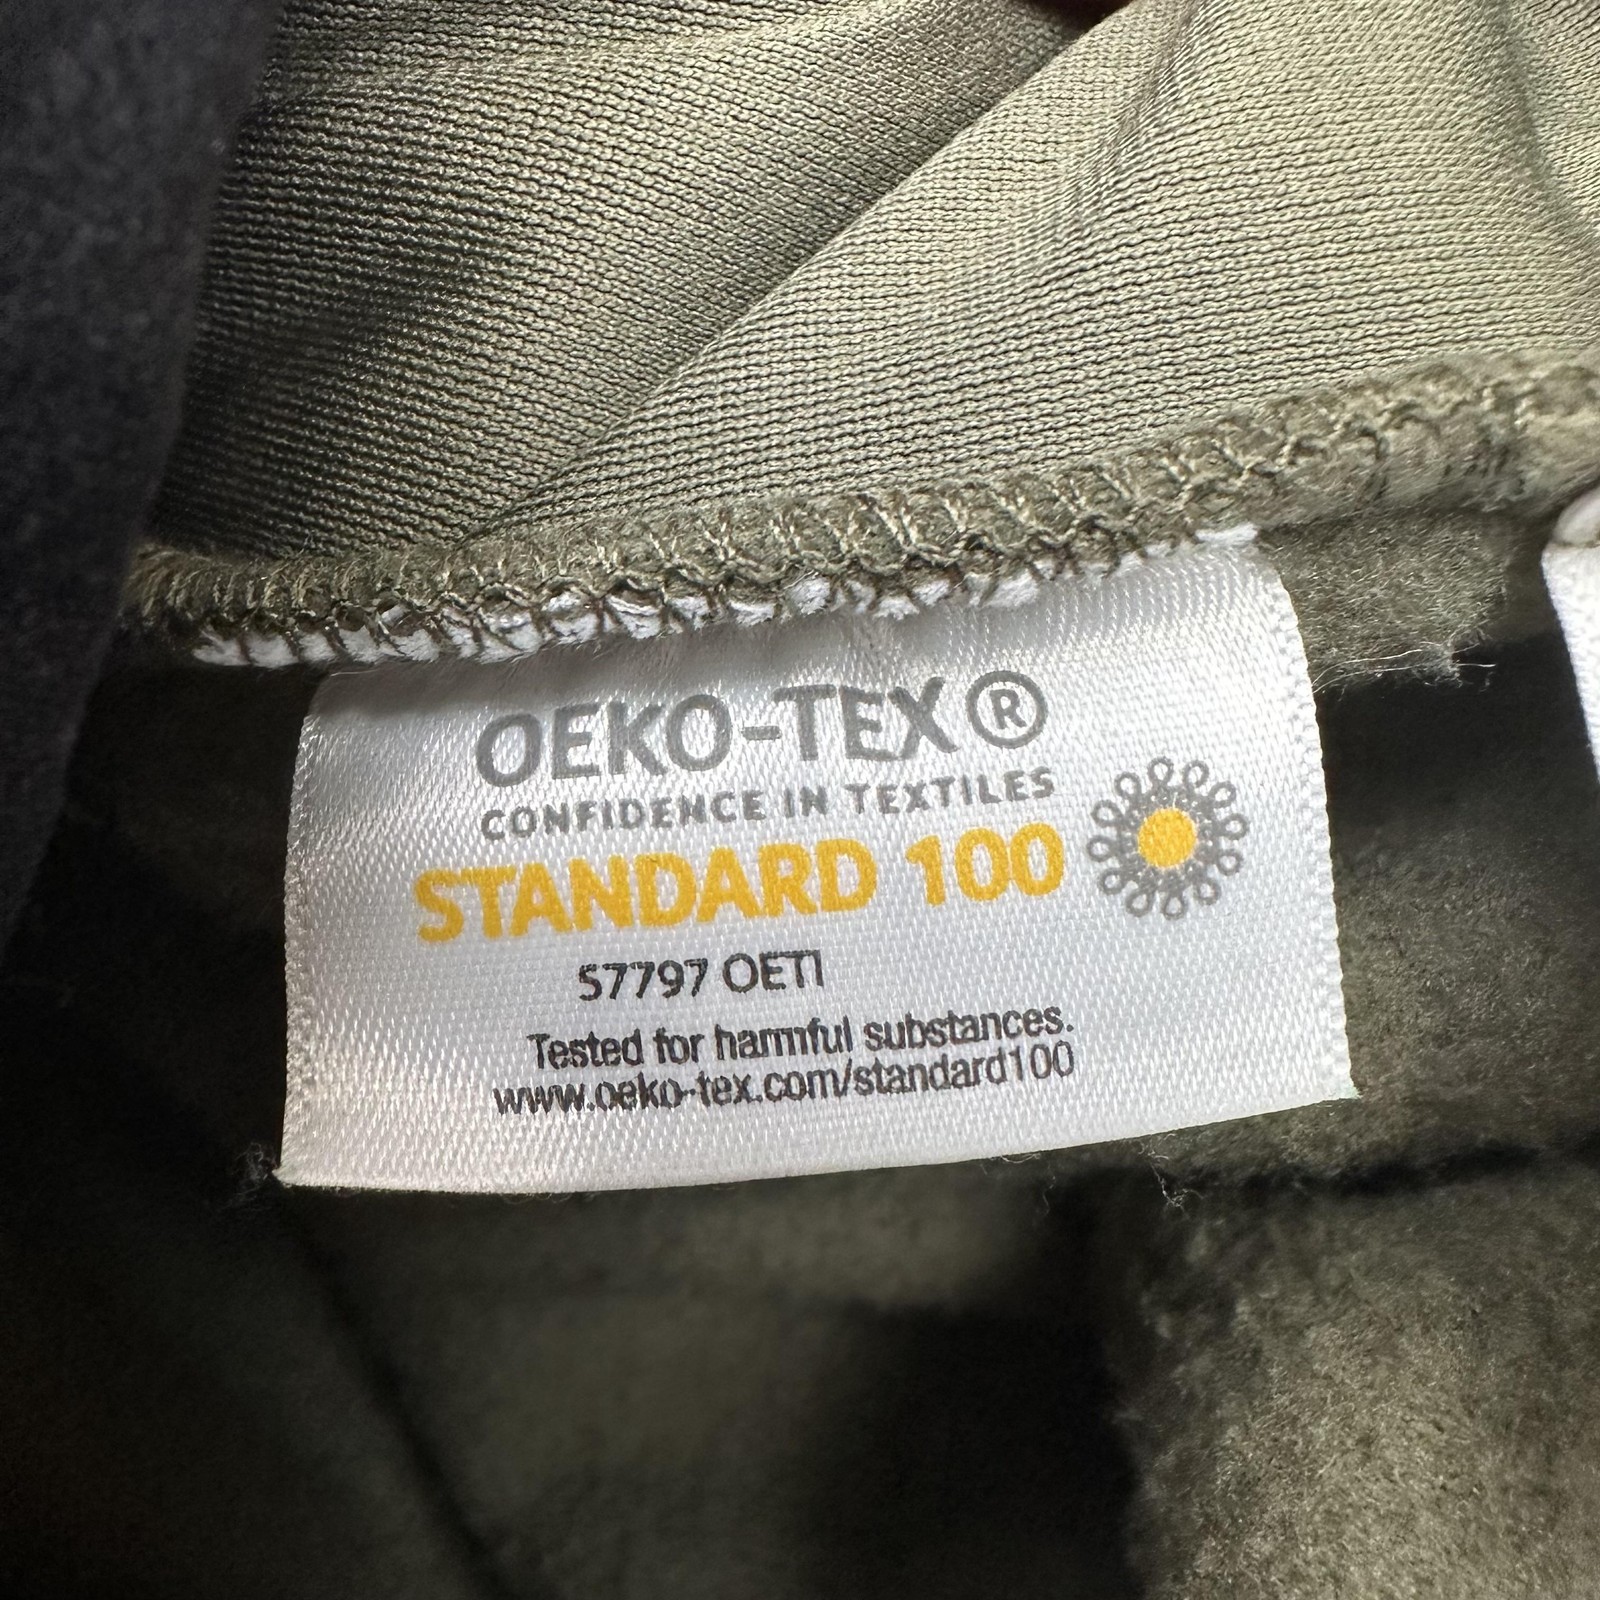 OEKO-TEX®
CONFIDENCE IN TEXTILES
STANDARD 100
57797 OETI
Tested for harmful substances.
www.oeko-tex.com/standard100